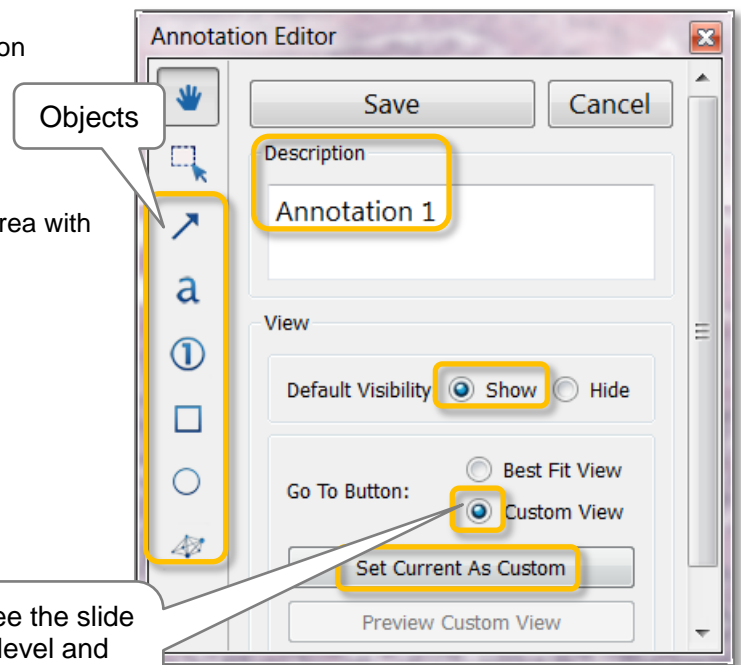 Annotation Editor
on
Objects
Save
Cancel
Description
Annotation 1
rea with
a
1
View
Default Visibility
Show
Hide
Go To Button:
Best Fit View
Custom View
Set Current As Custom
Preview Custom View
ee the slide
level and